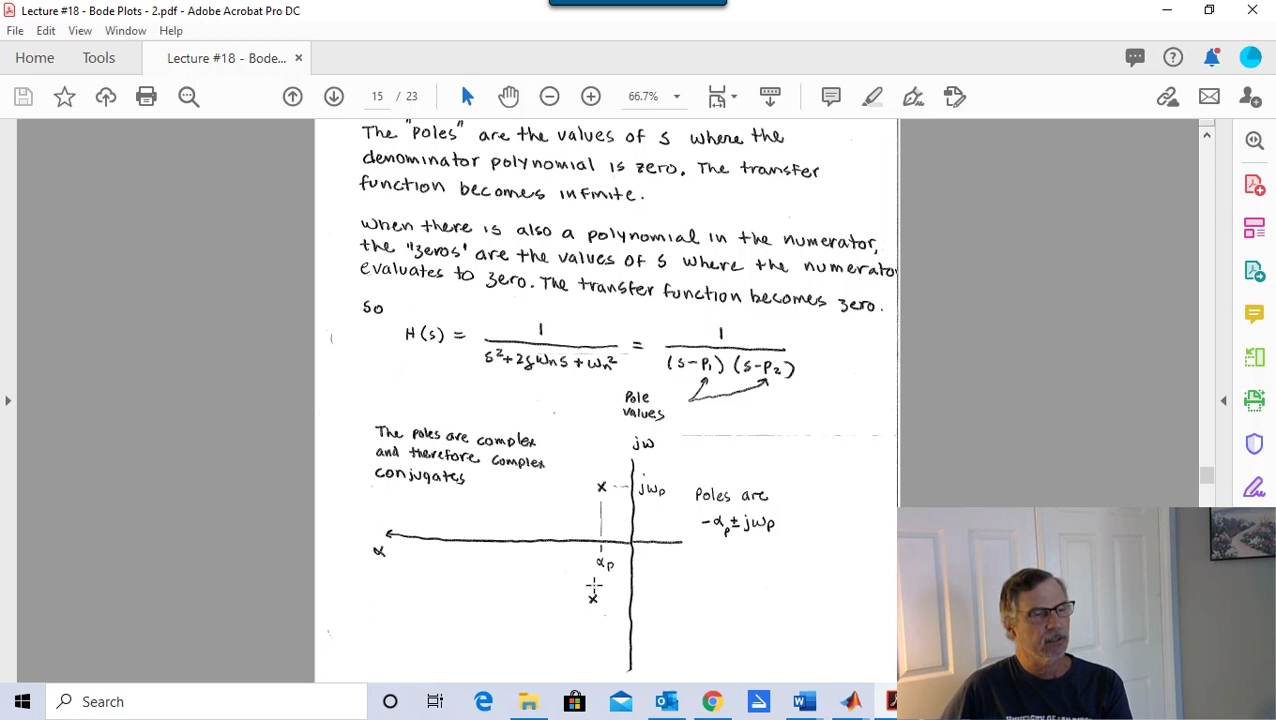 Lecture #18 - Bode Plots - 2.pdf - Adobe Acrobat Pro DC
File Edit View Window Help
Home Tools Lecture #18 - Bode... ×
15 / 23 66.7%
The "Poles" are the values of s where the
denominator polynomial is zero. The transfer
function becomes infinite.
When there is also a polynomial in the numerator,
the "zeros" are the values of s where the numerator
evaluates to zero. The transfer function becomes zero.
So
H(s) = 1 / (s²+2ζωₙs+ωₙ²) = 1 / ((s-P₁)(s-P₂))
Pole
values
The poles are complex
and therefore complex
conjugates
jω
x jωₚ
Poles are
-αₚ ± jωₚ
α
αₚ
x
Search